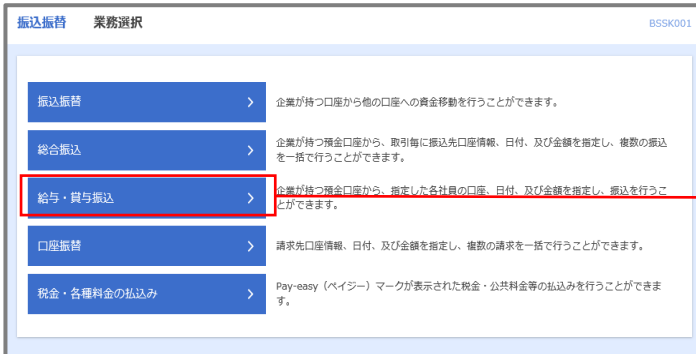 振込振替 業務選択 BSSK001
振込振替
企業が持つ口座から他の口座への資金移動を行うことができます。
総合振込
企業が持つ預金口座から、取引毎に振込先口座情報、日付、及び金額を指定し、複数の振込
を一括で行うことができます。
給与・賞与振込
企業が持つ預金口座から、指定した各社員の口座、日付、及び金額を指定し、振込を行うこ
とができます。
口座振替
請求先口座情報、日付、及び金額を指定し、複数の請求を一括で行うことができます。
税金・各種料金の払込み
Pay-easy（ペイジー）マークが表示された税金・公共料金等の払込みを行うことができま
す。